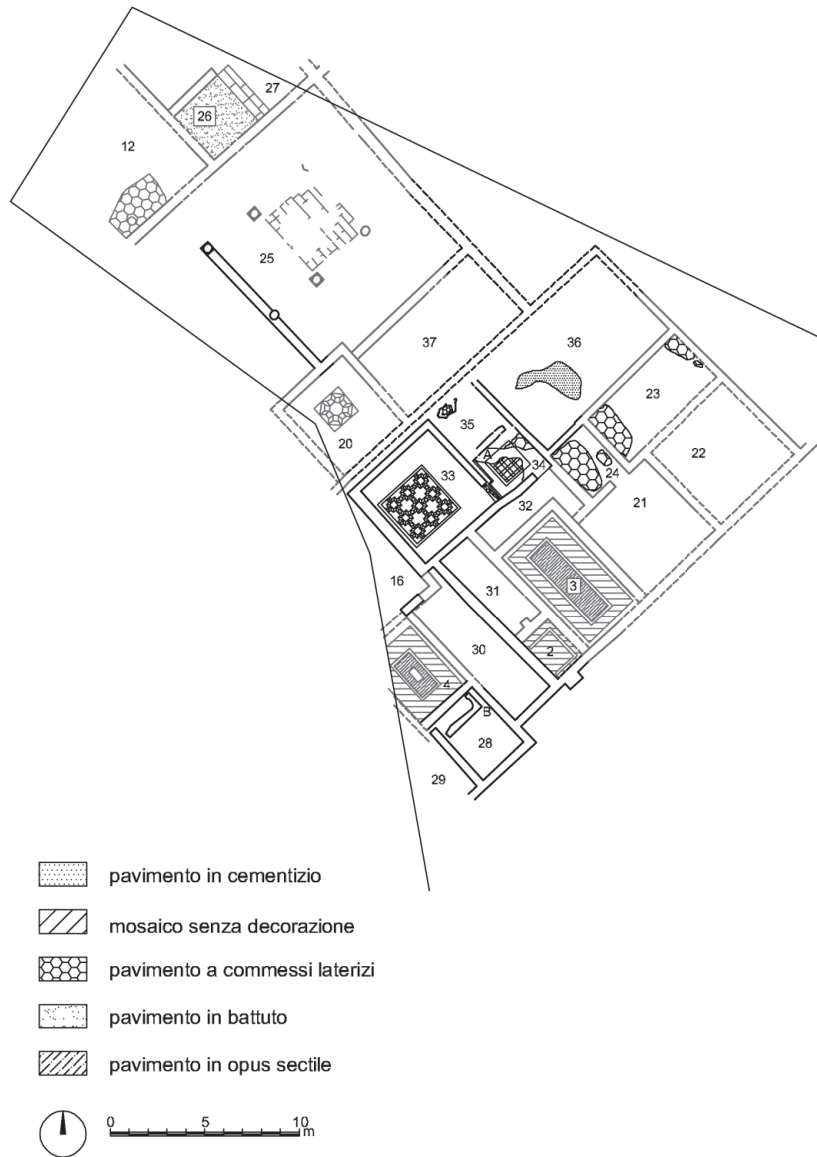 27
26
12
25
37
36
20
35
23
A
34
33
24
22
32
21
16
31
3
30
2
4
B
28
29
pavimento in cementizio
mosaico senza decorazione
pavimento a commessi laterizi
pavimento in battuto
pavimento in opus sectile
0 5 10
m